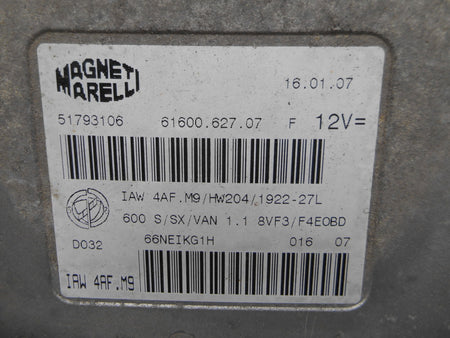 MAGNETI
MARELLI
16.01.07
51793106 61600.627.07 F 12V=
IAW 4AF.M9/HW204/1922-27L
600 S/SX/VAN 1.1 8VF3/F4EOBD
D032 66NEIKG1H 016 07
IAW 4AF.M9